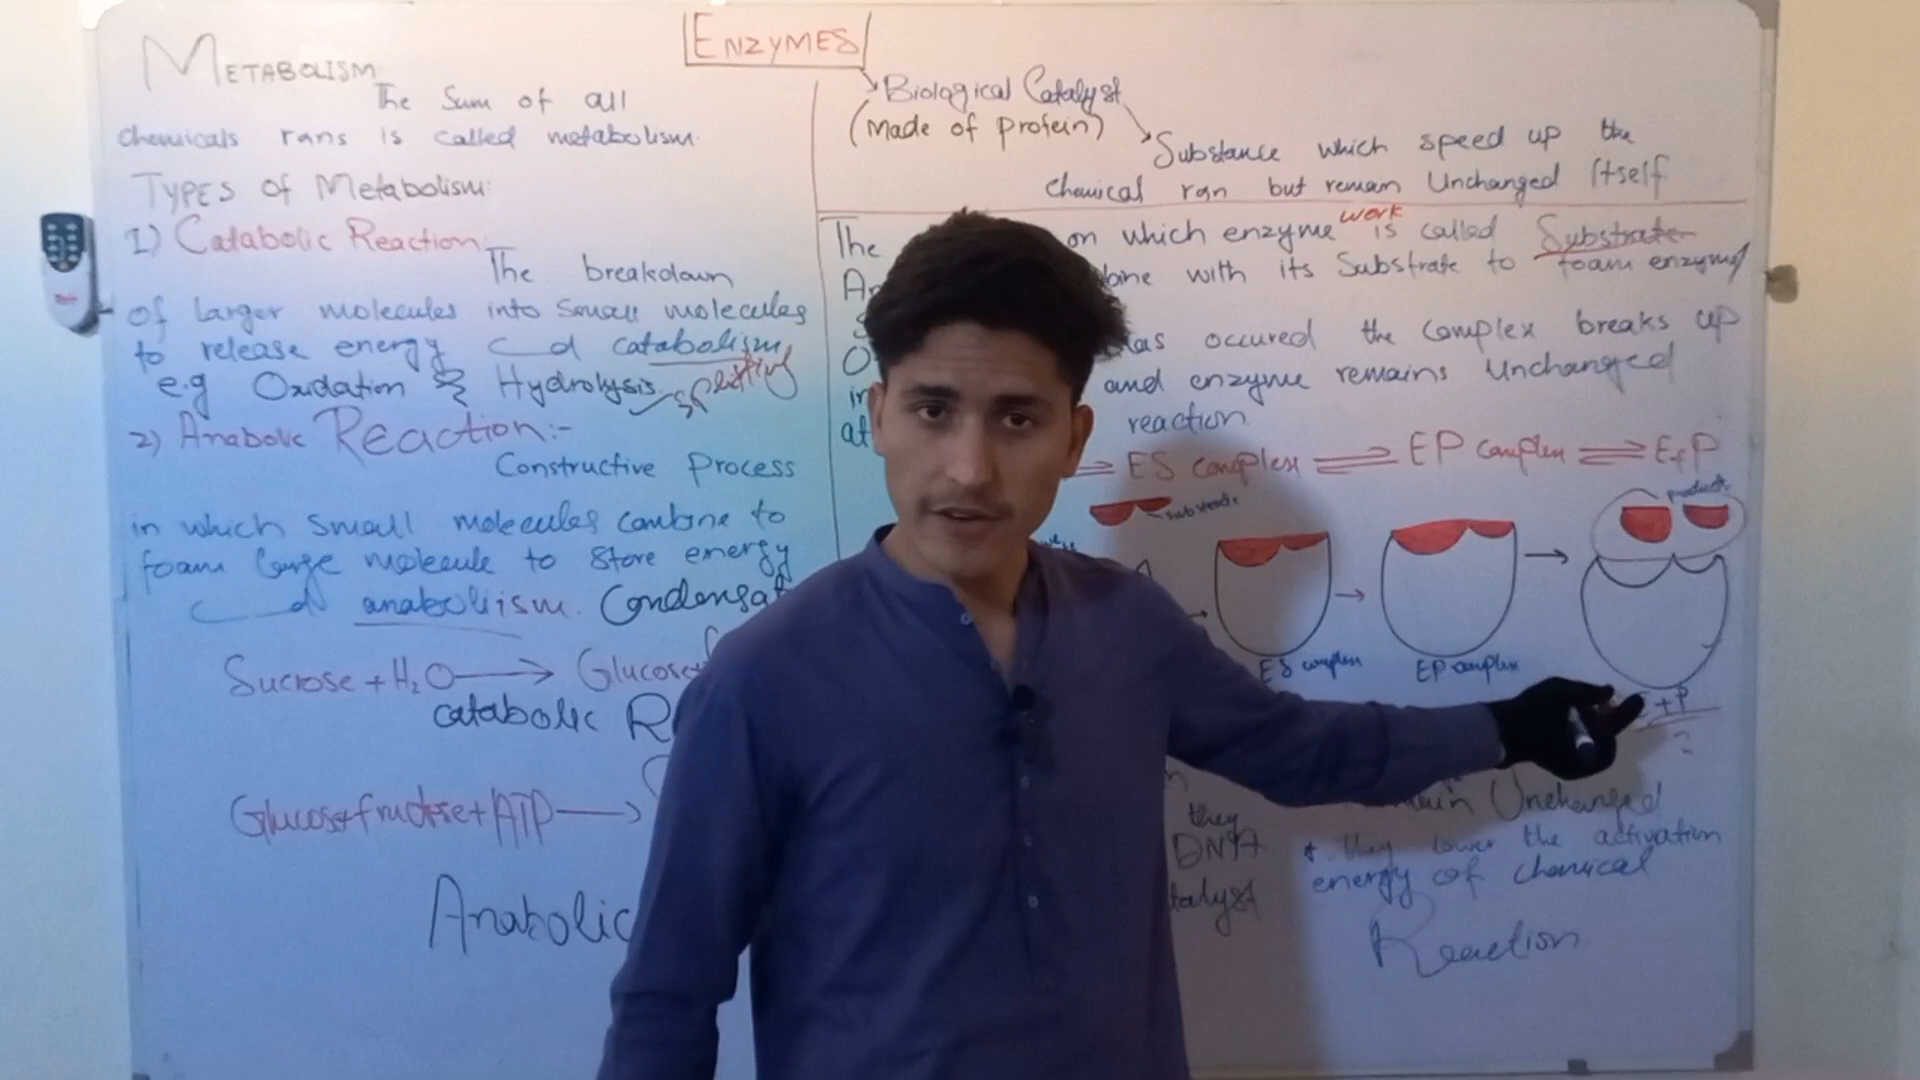 ENZYMES
METABOLISM
The Sum of all
Chemicals rxns is called metabolism.
TYPES of Metabolism:
1) Catabolic Reaction:
The breakdown
of larger molecules into small molecules
to release energy c d catabolism
e.g Oxidation & Hydrolysis splitting
2) Anabolic Reaction:-
Constructive Process
in which small molecules combine to
foam large molecule to store energy
c d anaboliism. Condensat
Sucrose + H₂O → Glucose+
catabolic R
Glucose+fructose+ATP →
Anabolic
Biological Catalyst
(Made of protein)
Substance which speed up the
chemical rxn but remain Unchanged Itself
work
The on which enzyme is called Substrate
with its Substrate to foam enzyme/
occured the complex breaks up
and enzyme remains Unchanged
in
at reaction.
⇌ ES complex ⇌ EP complex ⇌ E+P
substrate
product
ES complex
EP complex
E+P
?
Unchanged
they
DNA
* they lower the activation
energy of chemical
Reaction